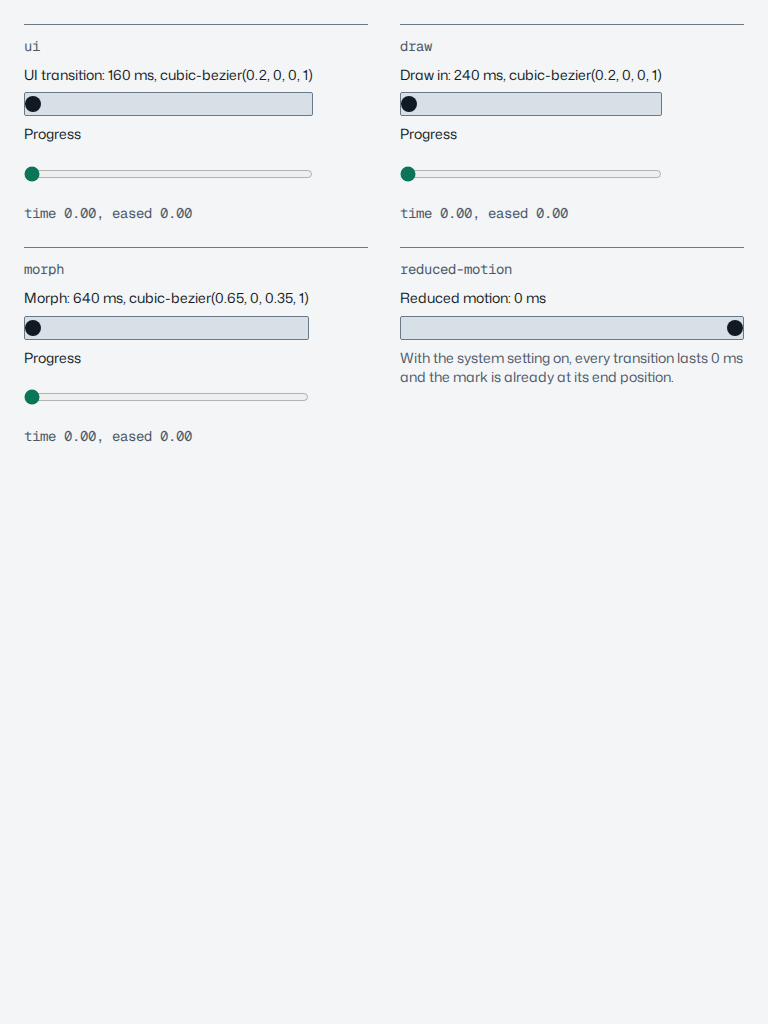 ui
UI transition: 160 ms, cubic-bezier(0.2, 0, 0, 1)
Progress
time 0.00, eased 0.00
draw
Draw in: 240 ms, cubic-bezier(0.2, 0, 0, 1)
Progress
time 0.00, eased 0.00
morph
Morph: 640 ms, cubic-bezier(0.65, 0, 0.35, 1)
Progress
time 0.00, eased 0.00
reduced-motion
Reduced motion: 0 ms
With the system setting on, every transition lasts 0 ms
and the mark is already at its end position.